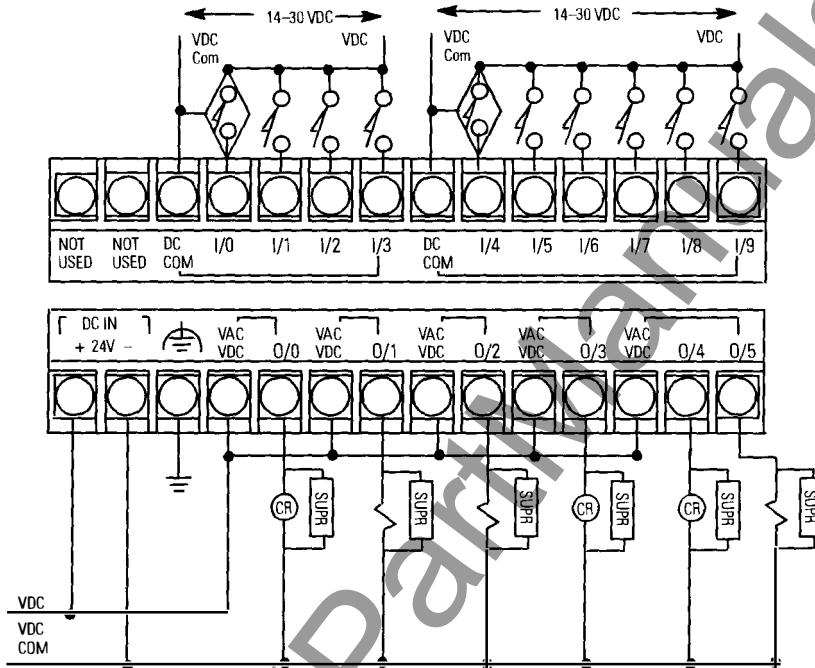 14–30 VDC
14–30 VDC
VDC
Com
VDC
VDC
Com
VDC
NOT
USED
NOT
USED
DC
COM
I/0
I/1
I/2
I/3
DC
COM
I/4
I/5
I/6
I/7
I/8
I/9
DC IN
+ 24V -
VAC
VDC
O/0
VAC
VDC
O/1
VAC
VDC
O/2
VAC
VDC
O/3
VAC
VDC
O/4
O/5
CR
SUPR
SUPR
SUPR
CR
SUPR
CR
SUPR
SUPR
VDC
VDC
COM
PartManuals